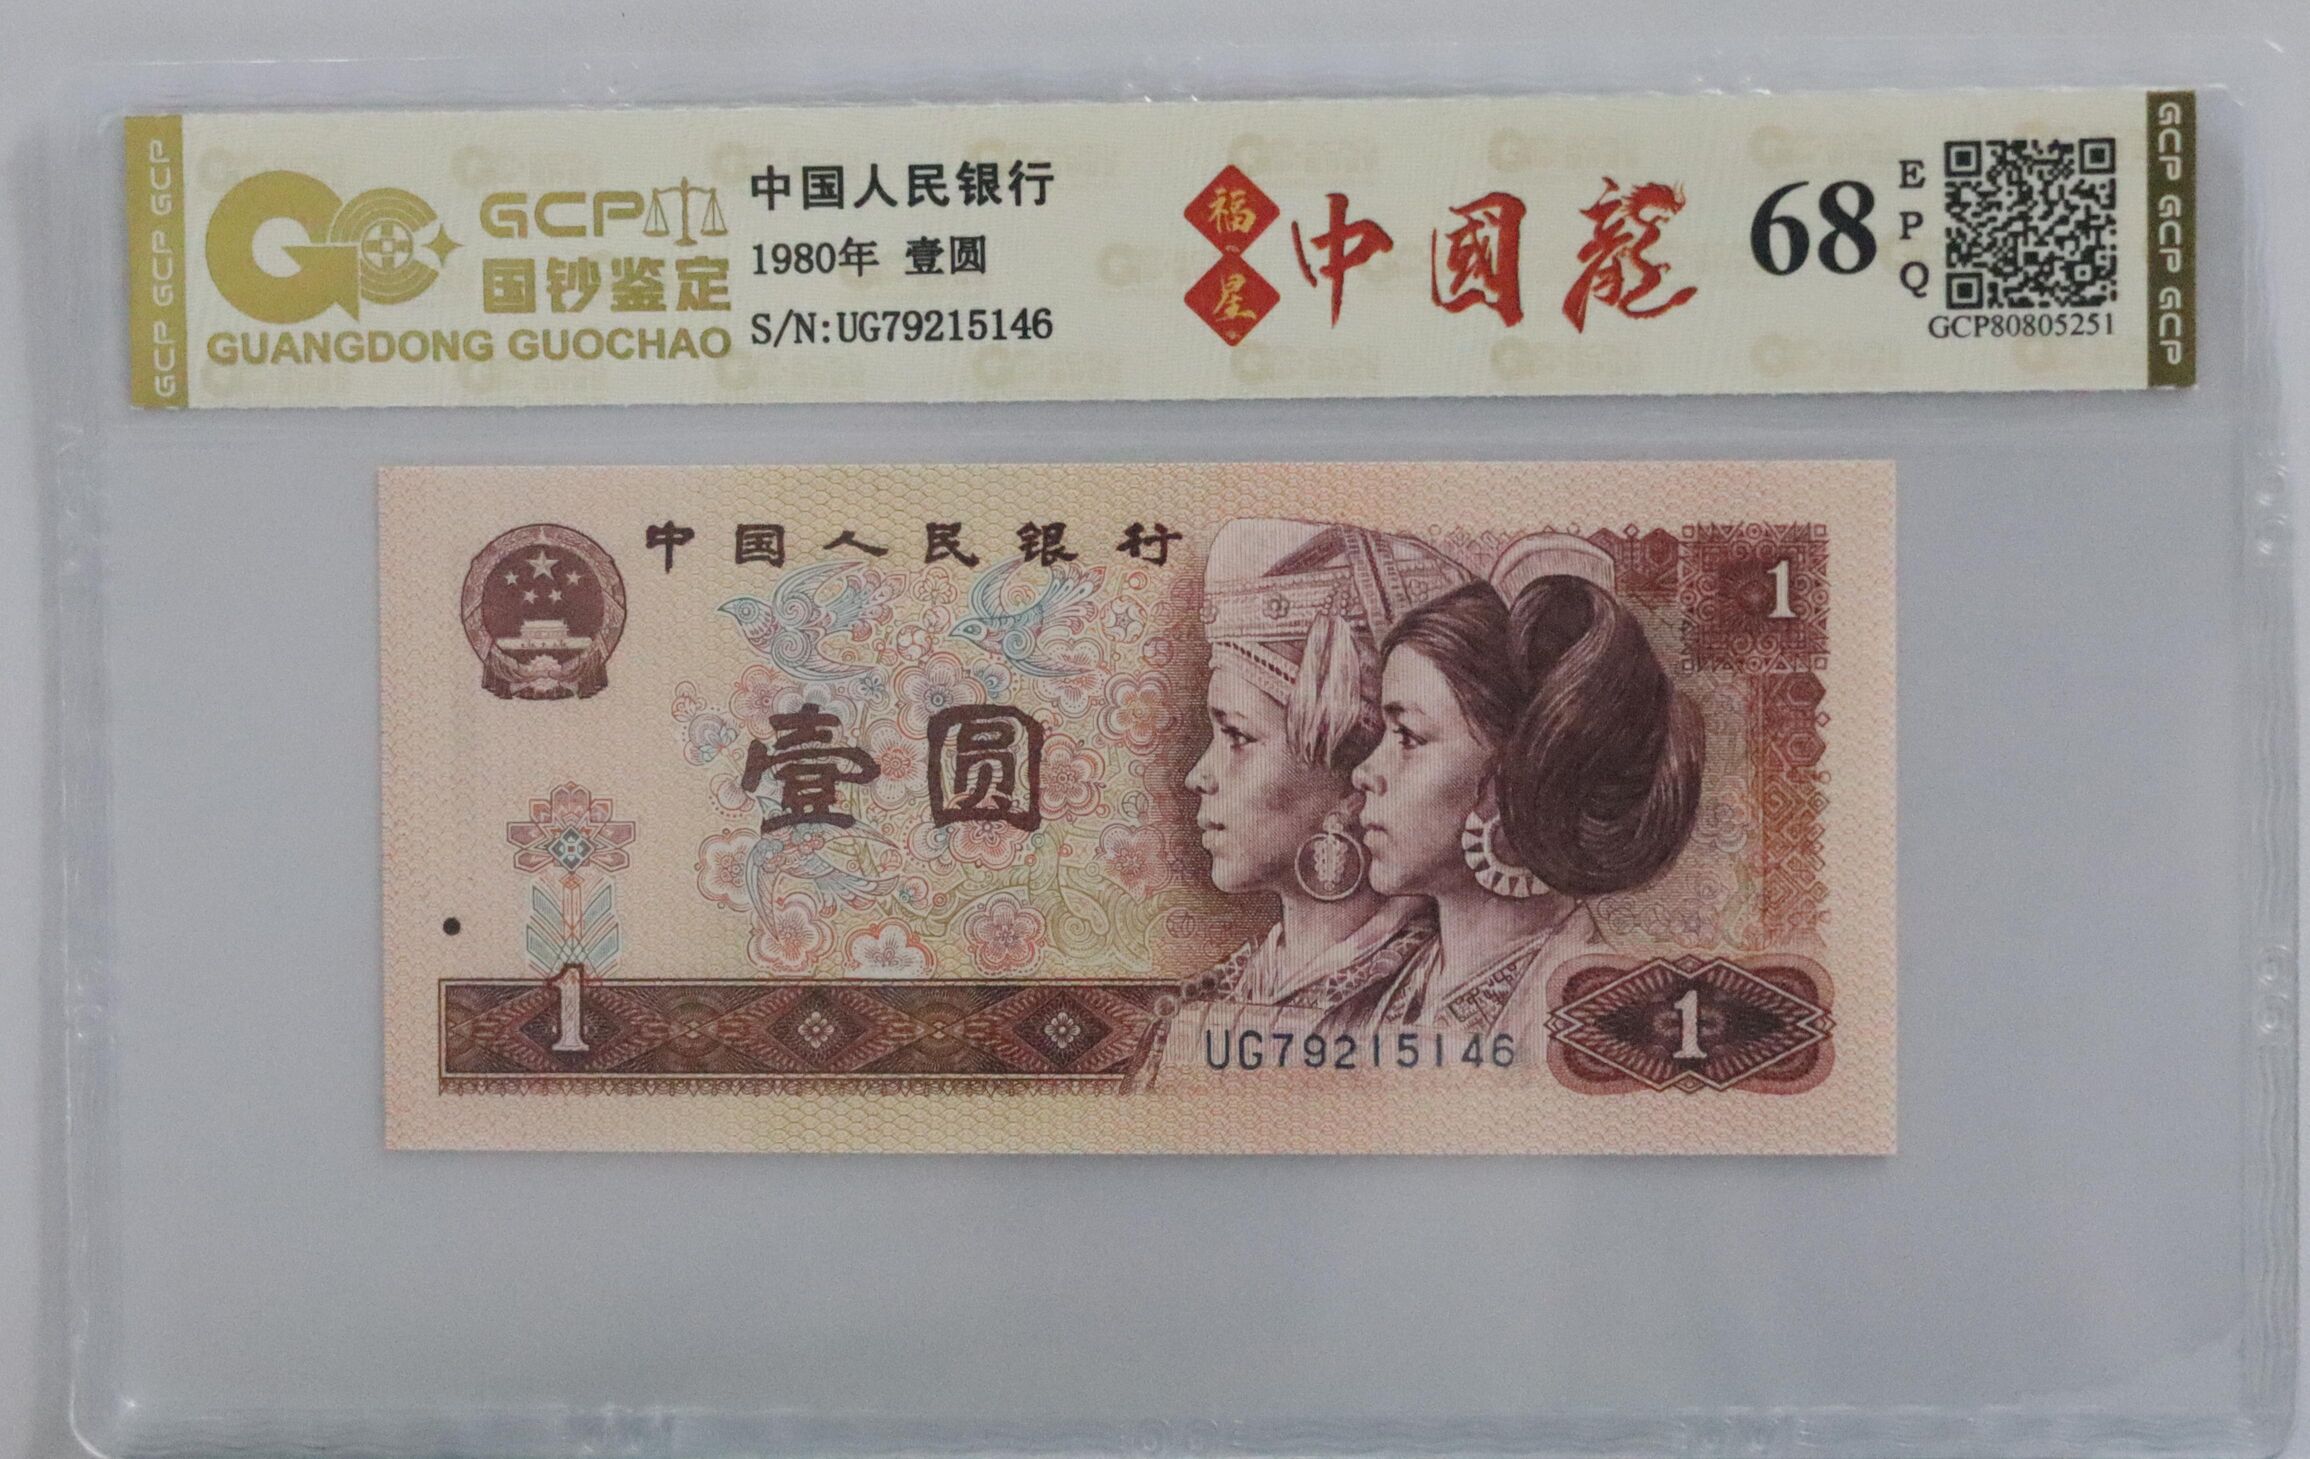 GCP GCP GCP
GCP
国钞鉴定
GUANGDONG GUOCHAO
中国人民银行
1980年 壹圆
S/N:UG79215146
福星
中國龍
68
EPQ
GCP80805251
GCP GCP GCP
中国人民银行
1
壹圆
1
UG79215146
1